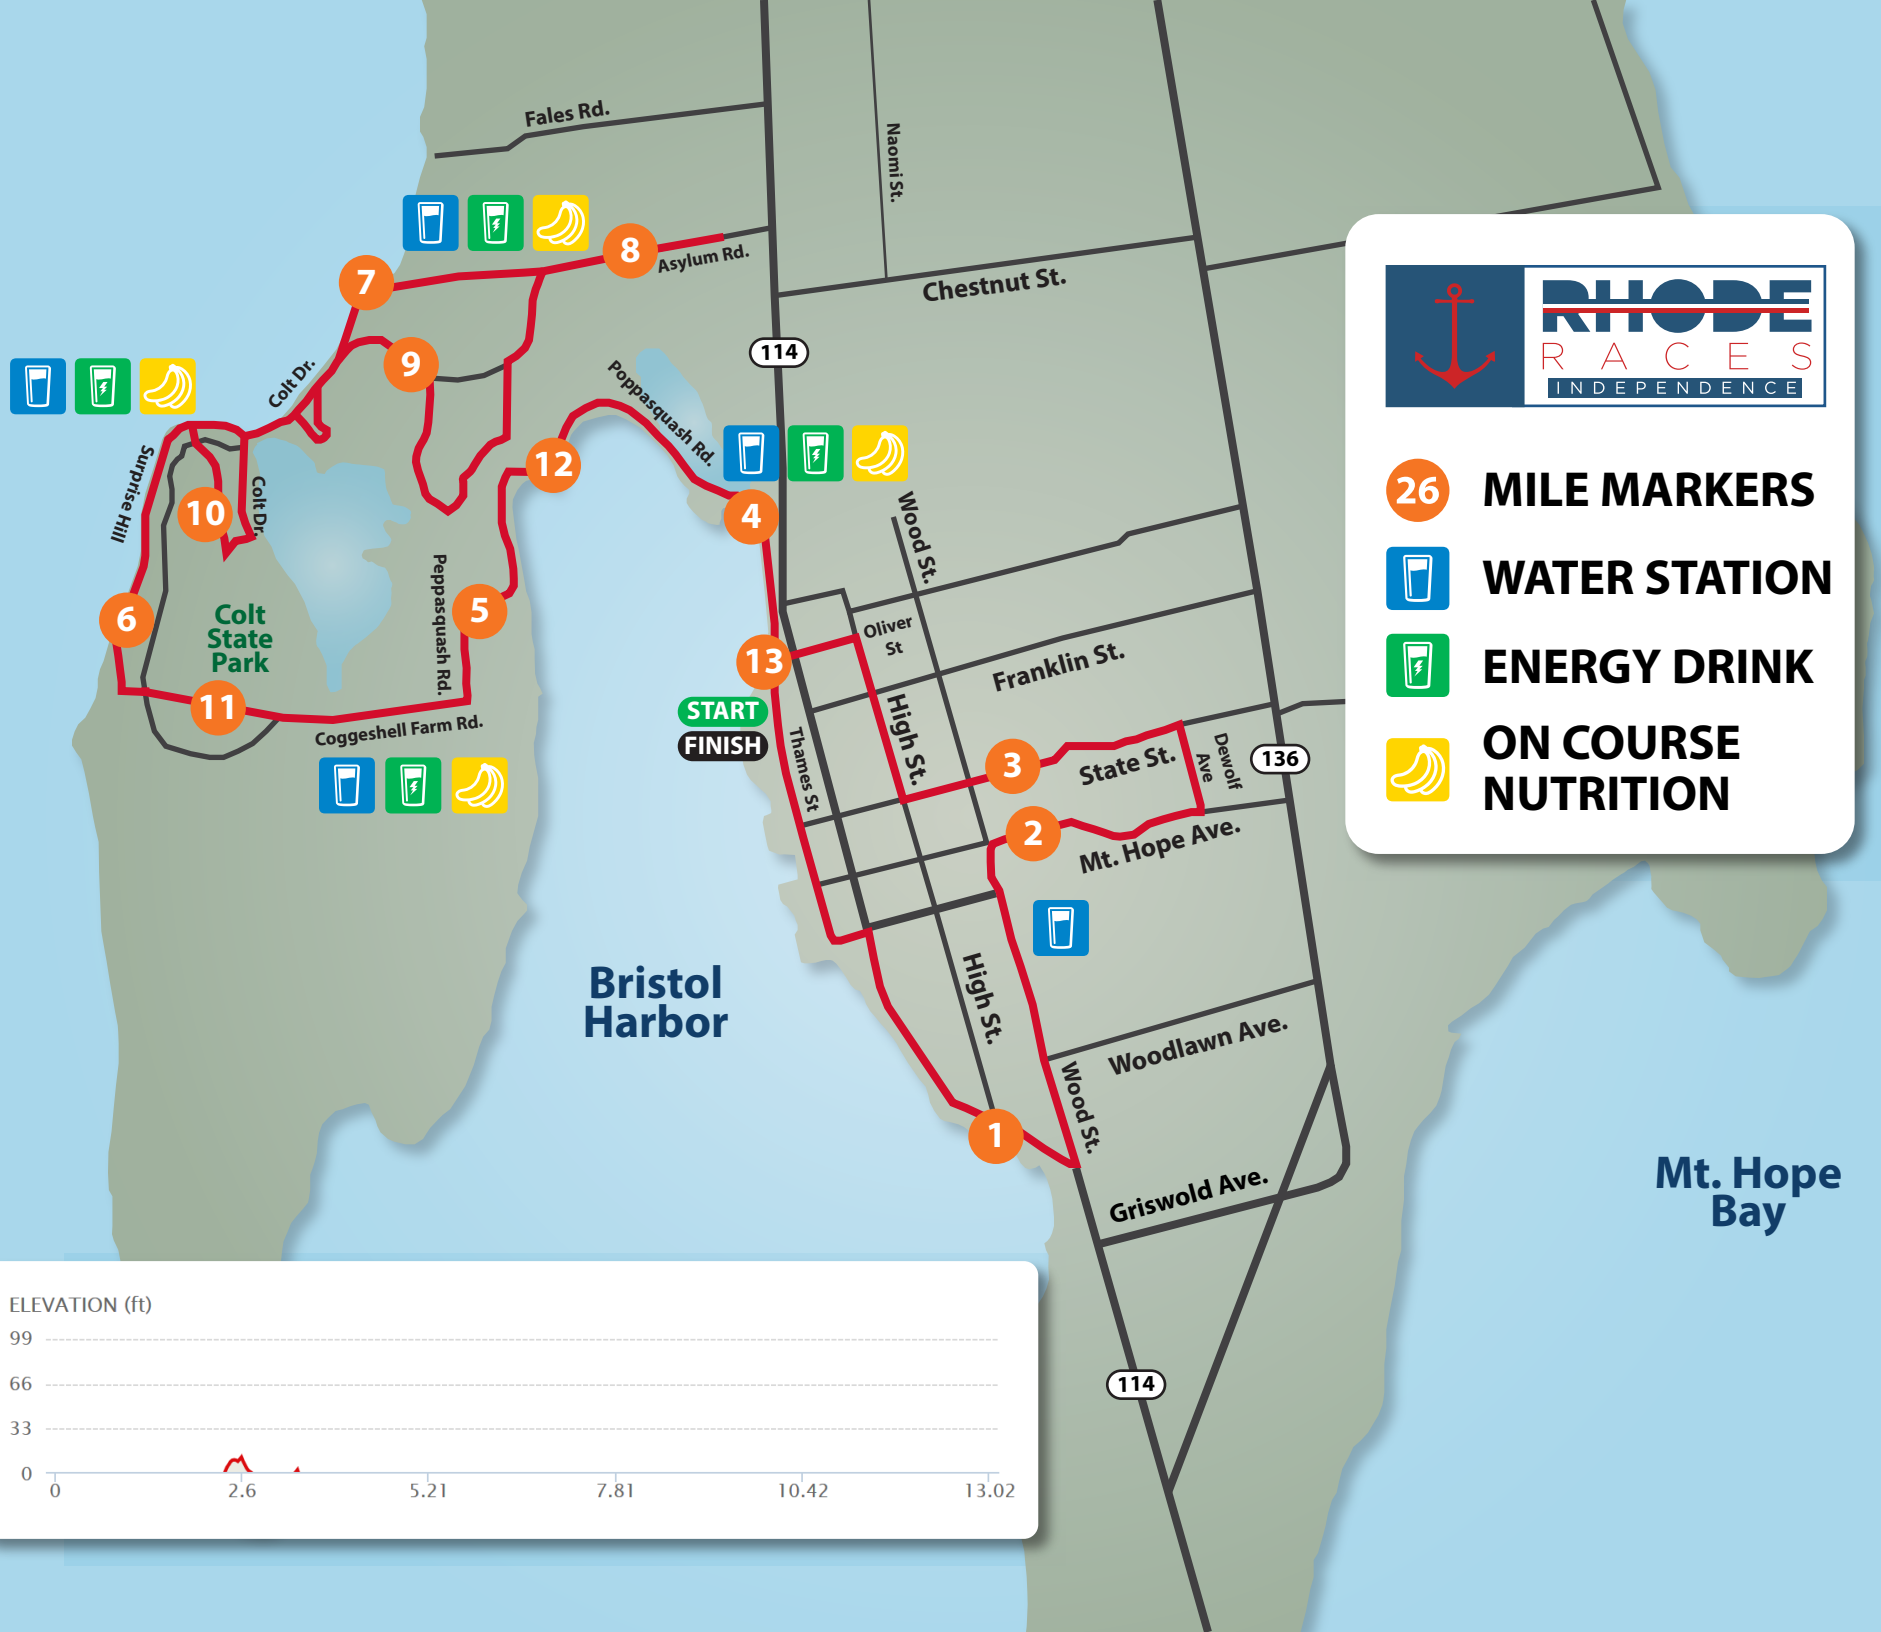 Fales Rd.
Naomi St.
8
Asylum Rd.
7
Chestnut St.
114
9
Colt Dr.
Poppasquash Rd.
12
4
Surprise Hill
10
Colt Dr.
Wood St.
Peppasquash Rd.
5
6
Colt
State
Park
Oliver
St
13
Franklin St.
START
FINISH
11
Coggeshell Farm Rd.
Thames St
High St.
3
State St.
Dewolf
Ave
136
2
Mt. Hope Ave.
Bristol
Harbor
High St.
Woodlawn Ave.
Wood St.
1
Griswold Ave.
Mt. Hope
Bay
114
RHODE
RACES
INDEPENDENCE
26
MILE MARKERS
WATER STATION
ENERGY DRINK
ON COURSE
NUTRITION
ELEVATION (ft)
99
66
33
0
0 2.6 5.21 7.81 10.42 13.02